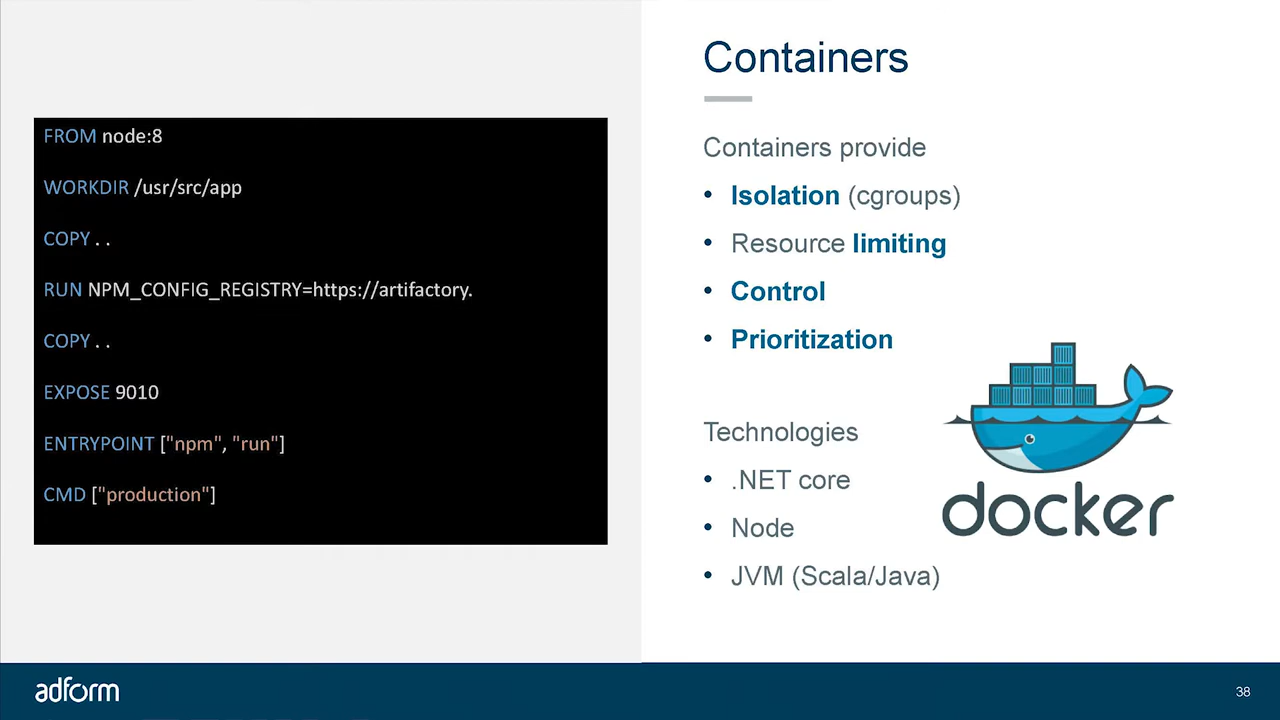 FROM node:8
WORKDIR /usr/src/app
COPY . .
RUN NPM_CONFIG_REGISTRY=https://artifactory.
COPY . .
EXPOSE 9010
ENTRYPOINT ["npm", "run"]
CMD ["production"]
Containers
Containers provide
• Isolation (cgroups)
• Resource limiting
• Control
• Prioritization
Technologies
• .NET core
• Node
• JVM (Scala/Java)
docker
adform
38